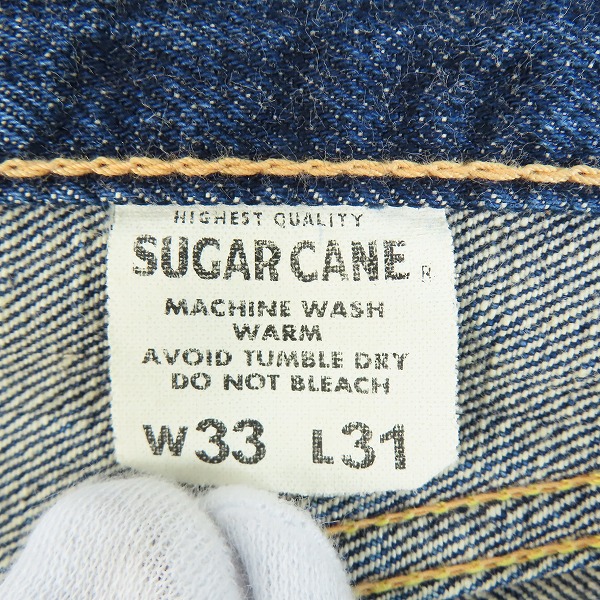 HIGHEST QUALITY
SUGAR CANE R
MACHINE WASH
WARM
AVOID TUMBLE DRY
DO NOT BLEACH
W33 L31